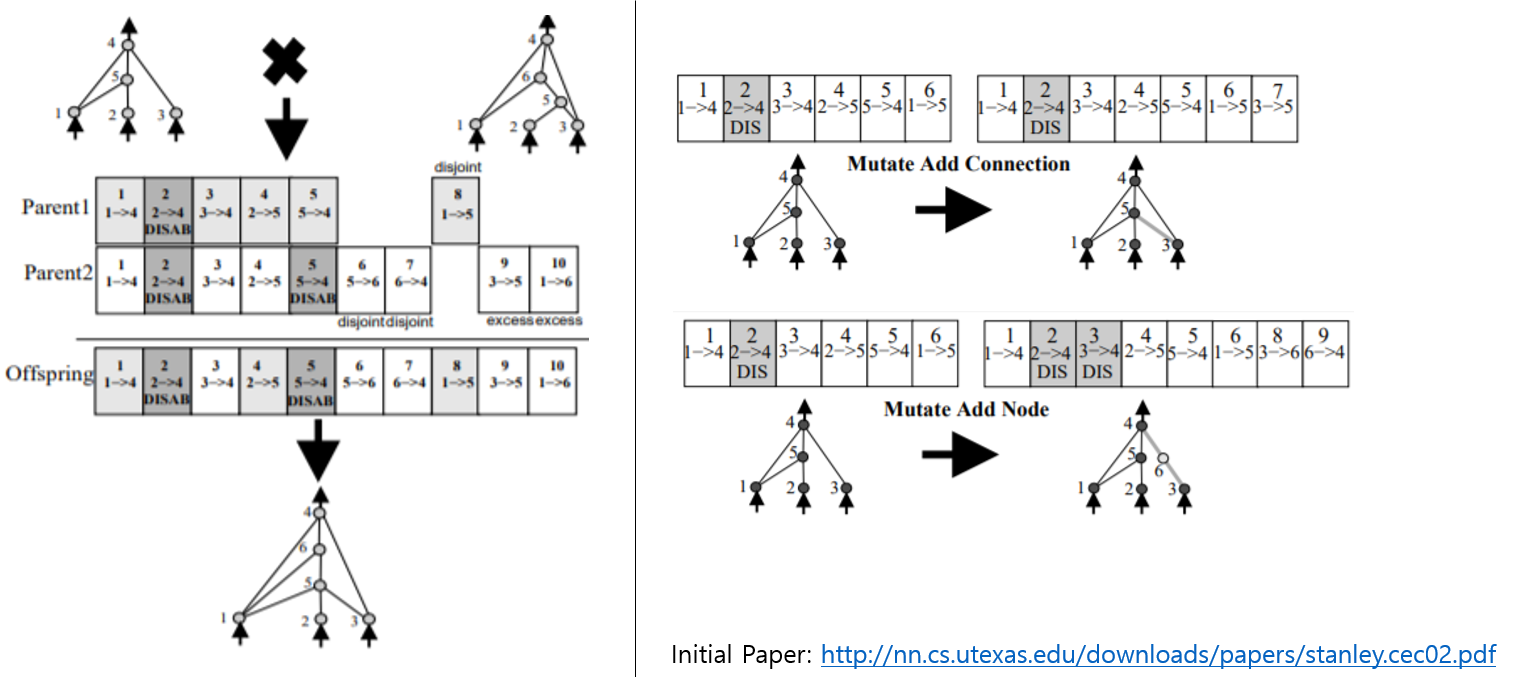 4
5
1 2 3
4
6
5
1 2 3
disjoint
Parent1
1 2 3 4 5 8
1->4 2->4 3->4 2->5 5->4 1->5
DISAB
Parent2
1 2 3 4 5 6 7 9 10
1->4 2->4 3->4 2->5 5->4 5->6 6->4 3->5 1->6
DISAB DISAB
disjoint disjoint excess excess
Offspring
1 2 3 4 5 6 7 8 9 10
1->4 2->4 3->4 2->5 5->4 5->6 6->4 1->5 3->5 1->6
DISAB DISAB
4
6
5
1 2 3
1 2 3 4 5 6
1->4 2->4 3->4 2->5 5->4 1->5
DIS
1 2 3 4 5 6 7
1->4 2->4 3->4 2->5 5->4 1->5 3->5
DIS
Mutate Add Connection
4
5
1 2 3
4
5
1 2 3
1 2 3 4 5 6
1->4 2->4 3->4 2->5 5->4 1->5
DIS
1 2 3 4 5 6 8 9
1->4 2->4 3->4 2->5 5->4 1->5 3->6 6->4
DIS DIS
Mutate Add Node
4
5
1 2 3
4
5
6
1 2 3
Initial Paper: http://nn.cs.utexas.edu/downloads/papers/stanley.cec02.pdf